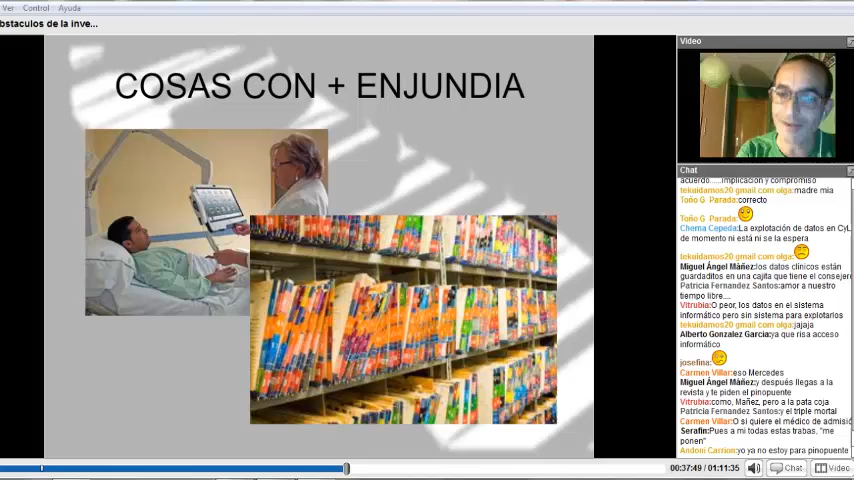 Ver Control Ayuda
bstaculos de la inve...
COSAS CON + ENJUNDIA
Video
Chat
acuerdo.....implicación y compromiso
tekuidamos20 gmail com olga:madre mia
Toño G Parada:correcto
Toño G Parada:
Chema Cepeda:La explotación de datos en CyL
de momento ni está ni se la espera
tekuidamos20 gmail com olga:
Miguel Ángel Máñez:los datos clínicos están
guardaditos en una cajita que tiene el consejero
Patricia Fernandez Santos:amor a nuestro
tiempo libre....
Vitrubia:O peor, los datos en el sistema
informático pero sin sistema para explotarlos
tekuidamos20 gmail com olga:jajaja
Alberto Gonzalez Garcia:ya que risa acceso
informático
josefina:
Carmen Villar:eso Mercedes
Miguel Ángel Máñez:y después llegas a la
revista y te piden el pinopuente
Vitrubia:como, Mañez, pero a la pata coja
Patricia Fernandez Santos:y el triple mortal
Carmen Villar:O si quiere el médico de admisió
Serafín:Pues a mi todas estas trabas, "me
ponen"
Andoni Carrion:yo ya no estoy para pinopuente
00:37:49 / 01:11:35 Chat Video